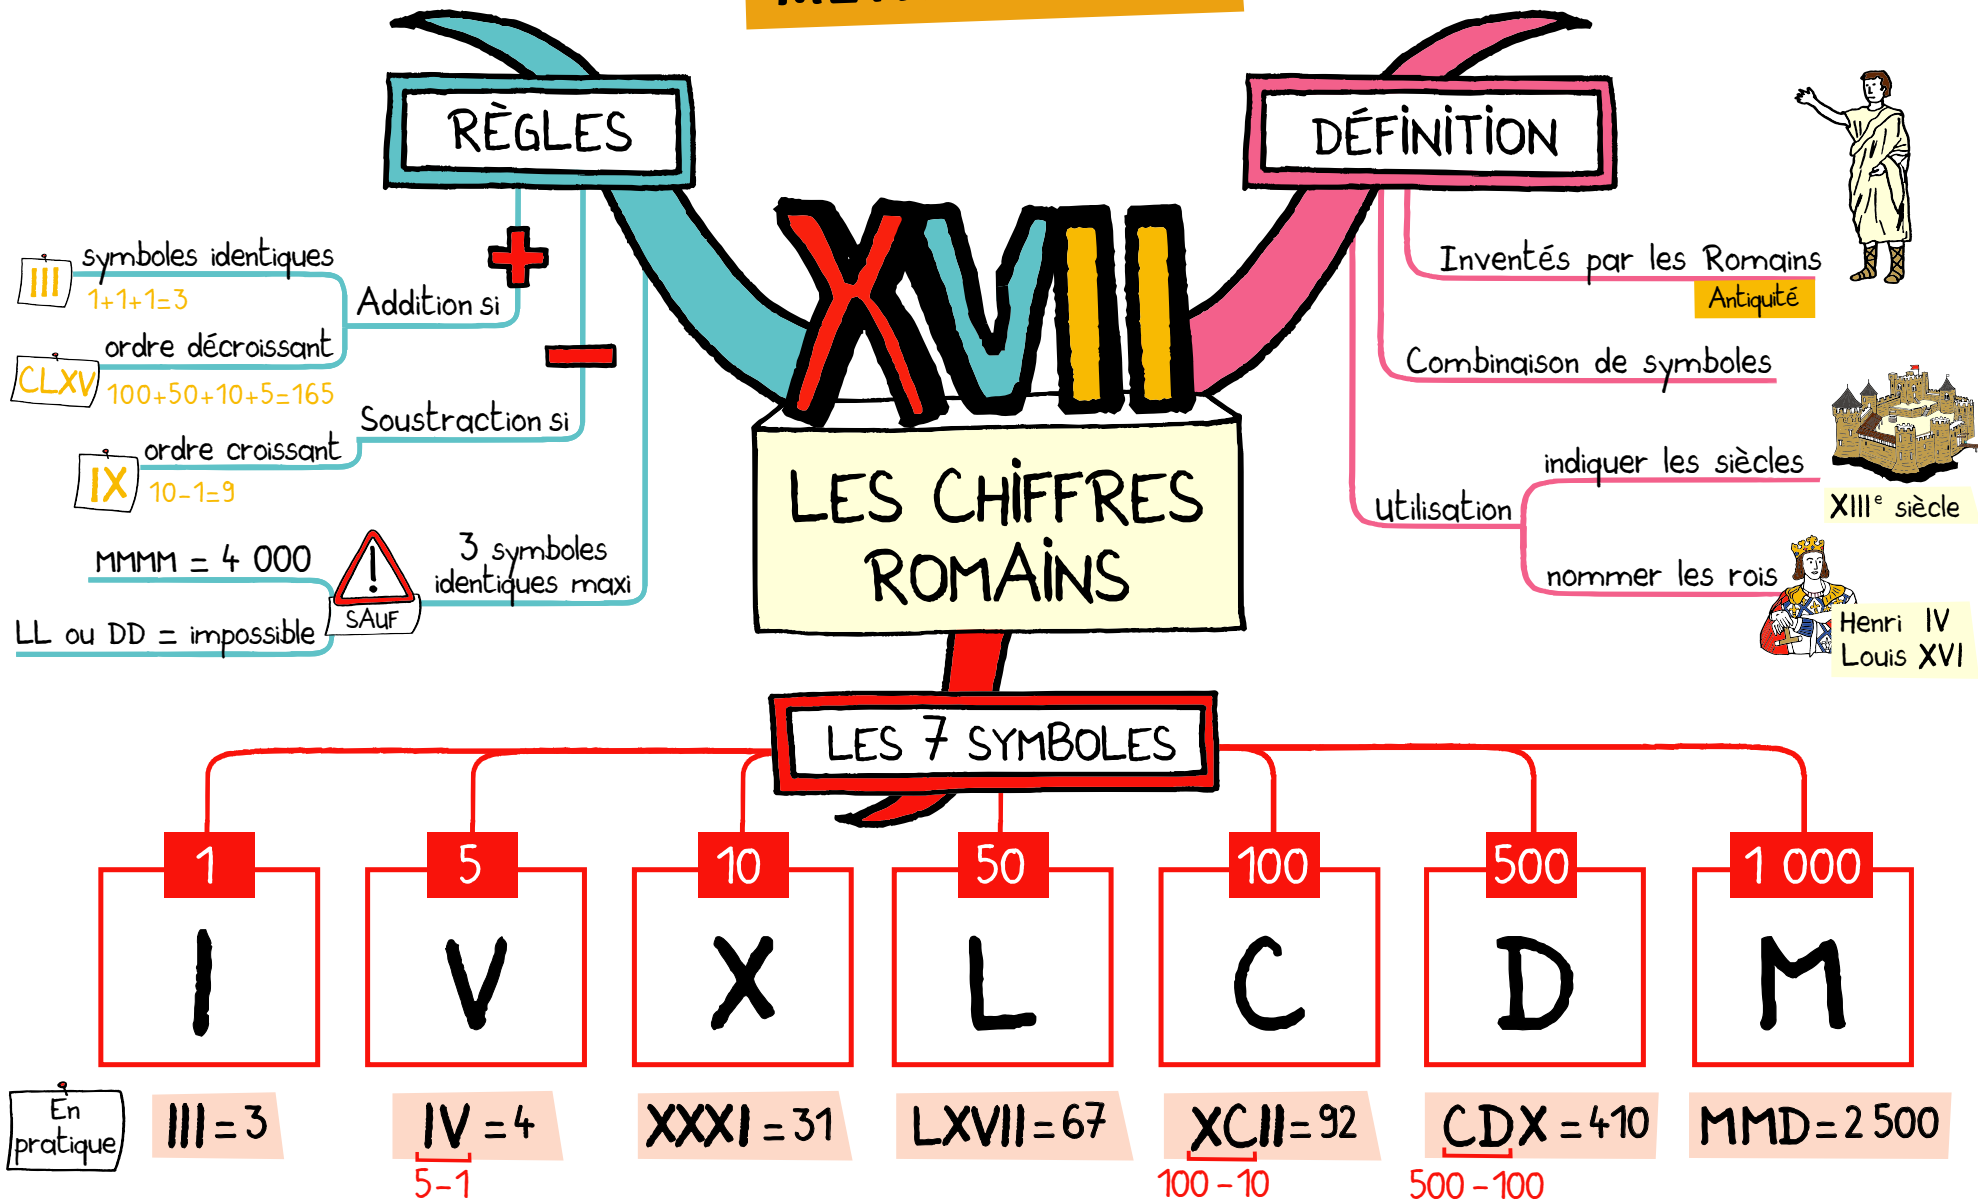 RÈGLES
DÉFINITION
symboles identiques
III
1+1+1=3
Addition si
+
ordre décroissant
CLXV
100+50+10+5=165
Soustraction si
ordre croissant
IX
10-1=9
3 symboles
identiques maxi
SAUF
MMMM = 4 000
LL ou DD = impossible
XVII
LES CHIFFRES
ROMAINS
Inventés par les Romains
Antiquité
Combinaison de symboles
Utilisation
indiquer les siècles
XIIIe siècle
nommer les rois
Henri IV
Louis XVI
LES 7 SYMBOLES
1 5 10 50 100 500 1 000
I V X L C D M
En
pratique
III = 3
IV = 4
5-1
XXXI = 31
LXVII = 67
XCII = 92
100-10
CDX = 410
500-100
MMD = 2 500